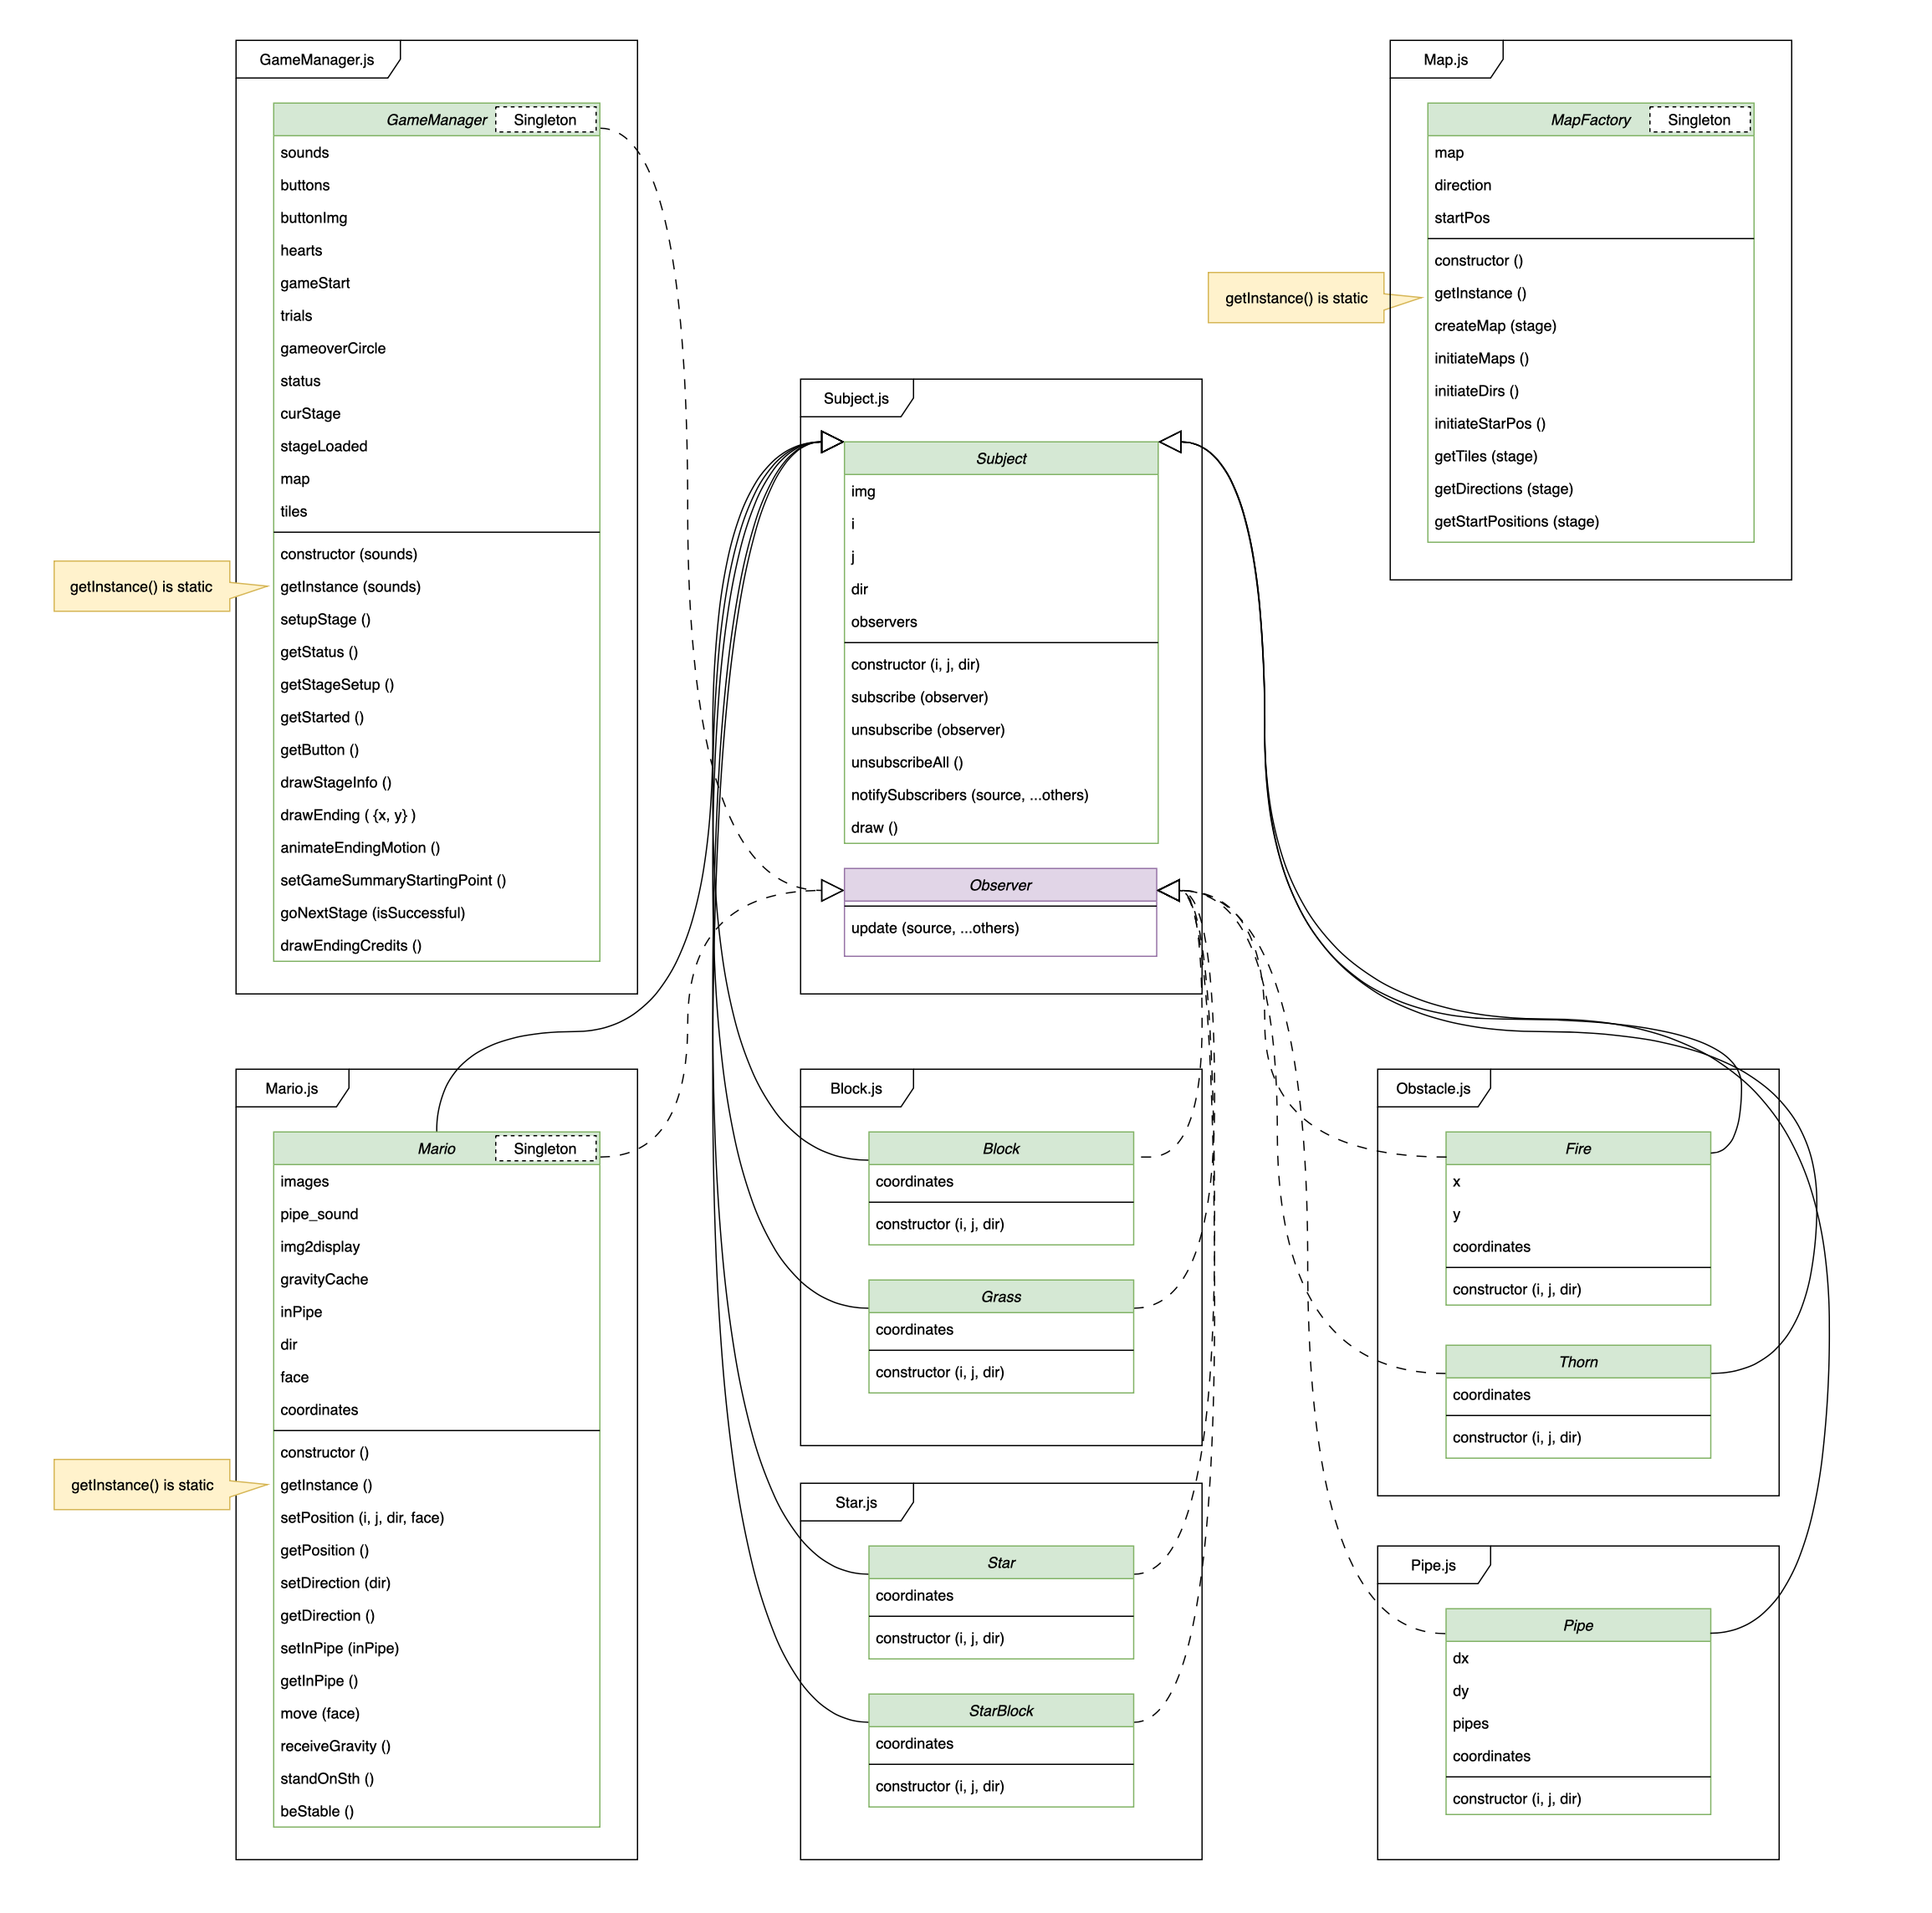 GameManager.js
GameManager
Singleton
sounds
buttons
buttonImg
hearts
gameStart
trials
gameoverCircle
status
curStage
stageLoaded
map
tiles
constructor (sounds)
getInstance (sounds)
setupStage ()
getStatus ()
getStageSetup ()
getStarted ()
getButton ()
drawStageInfo ()
drawEnding ( {x, y} )
animateEndingMotion ()
setGameSummaryStartingPoint ()
goNextStage (isSuccessful)
drawEndingCredits ()
getInstance() is static
Map.js
MapFactory
Singleton
map
direction
startPos
constructor ()
getInstance ()
createMap (stage)
initiateMaps ()
initiateDirs ()
initiateStarPos ()
getTiles (stage)
getDirections (stage)
getStartPositions (stage)
getInstance() is static
Subject.js
Subject
img
i
j
dir
observers
constructor (i, j, dir)
subscribe (observer)
unsubscribe (observer)
unsubscribeAll ()
notifySubscribers (source, ...others)
draw ()
Observer
update (source, ...others)
Mario.js
Mario
Singleton
images
pipe_sound
img2display
gravityCache
inPipe
dir
face
coordinates
constructor ()
getInstance ()
setPosition (i, j, dir, face)
getPosition ()
setDirection (dir)
getDirection ()
setInPipe (inPipe)
getInPipe ()
move (face)
receiveGravity ()
standOnSth ()
beStable ()
getInstance() is static
Block.js
Block
coordinates
constructor (i, j, dir)
Grass
coordinates
constructor (i, j, dir)
Star.js
Star
coordinates
constructor (i, j, dir)
StarBlock
coordinates
constructor (i, j, dir)
Obstacle.js
Fire
x
y
coordinates
constructor (i, j, dir)
Thorn
coordinates
constructor (i, j, dir)
Pipe.js
Pipe
dx
dy
pipes
coordinates
constructor (i, j, dir)